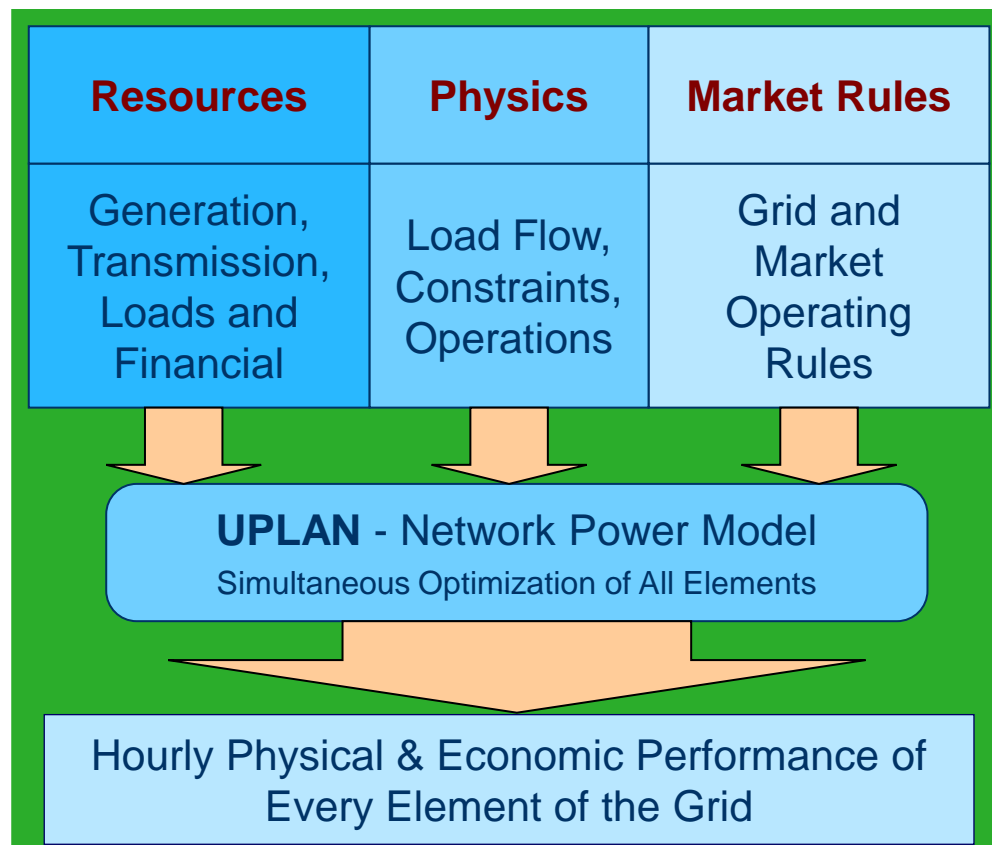 Resources
Physics
Market Rules
Generation,
Transmission,
Loads and
Financial
Load Flow,
Constraints,
Operations
Grid and
Market
Operating
Rules
UPLAN - Network Power Model
Simultaneous Optimization of All Elements
Hourly Physical & Economic Performance of
Every Element of the Grid